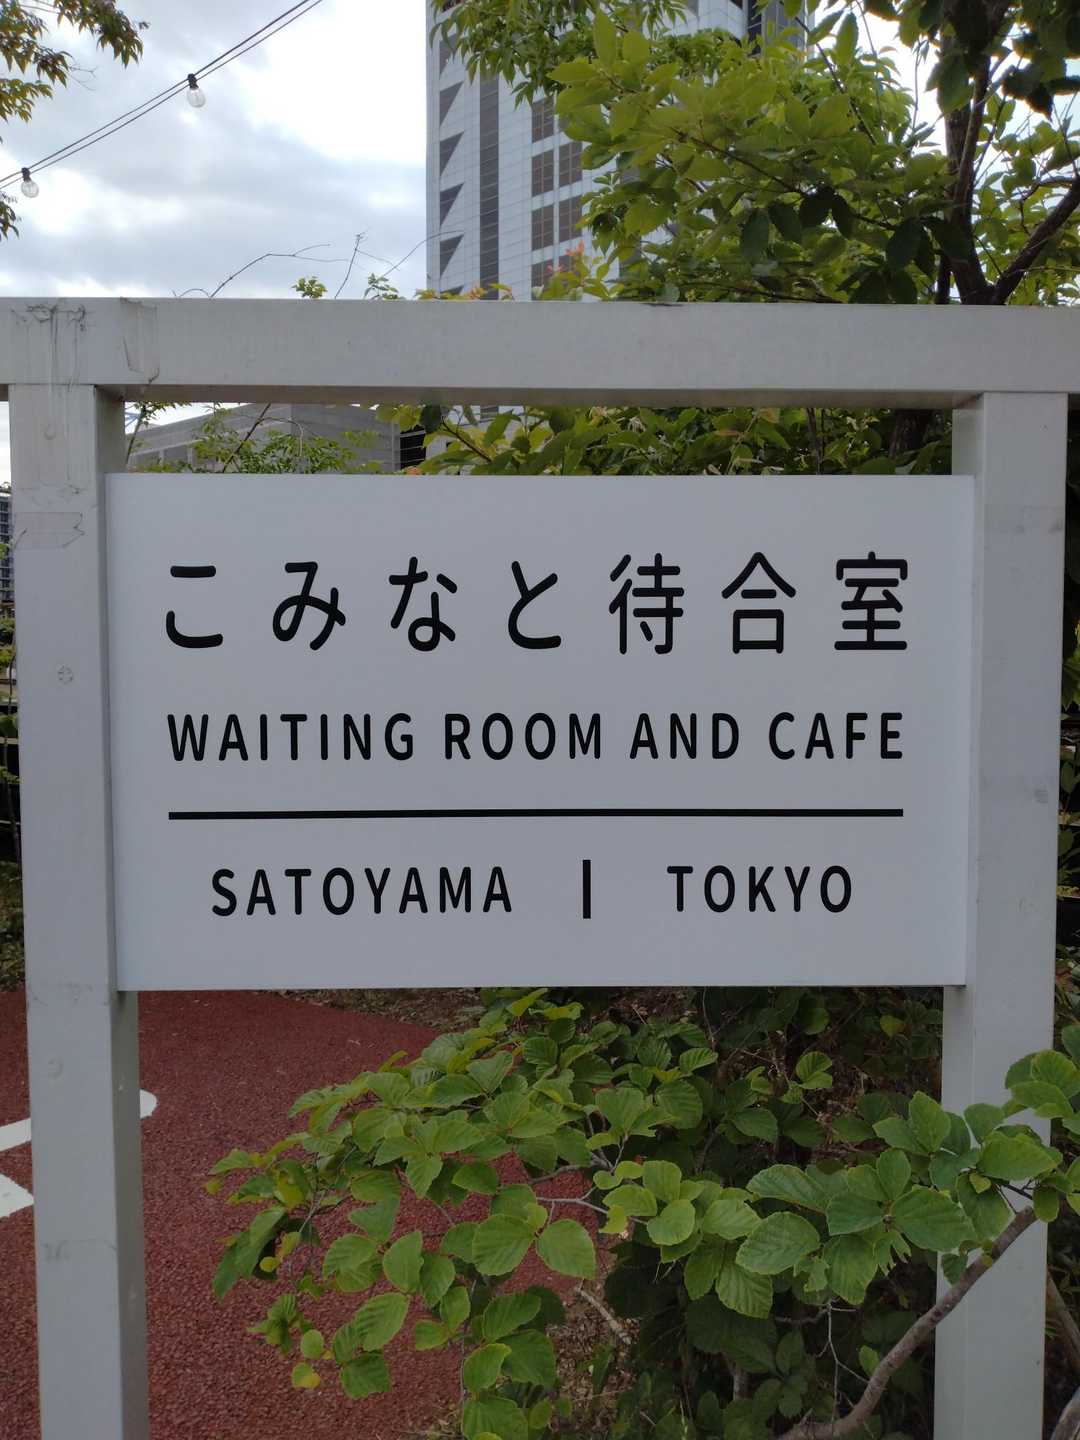 こみなと待合室
WAITING ROOM AND CAFE
SATOYAMA | TOKYO